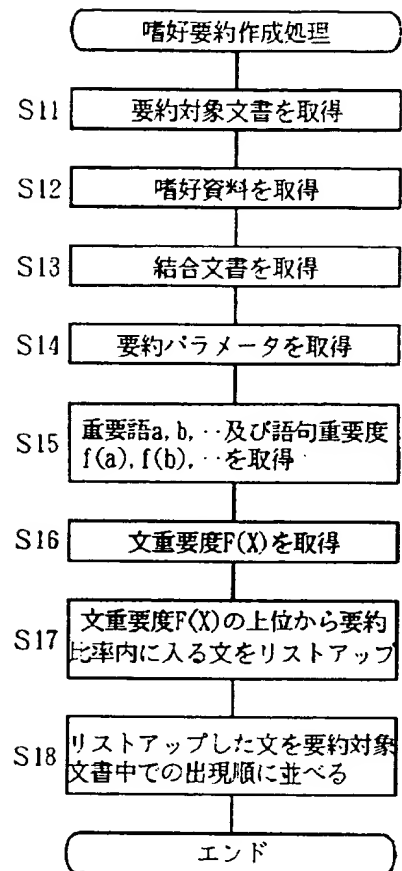 嗜好要約作成処理
S11 要約対象文書を取得
S12 嗜好資料を取得
S13 結合文書を取得
S14 要約パラメータを取得
S15 重要語a, b, ‥及び語句重要度
f(a), f(b), ‥を取得
S16 文重要度F(X)を取得
S17 文重要度F(X)の上位から要約
比率内に入る文をリストアップ
S18 リストアップした文を要約対象
文書中での出現順に並べる
エンド